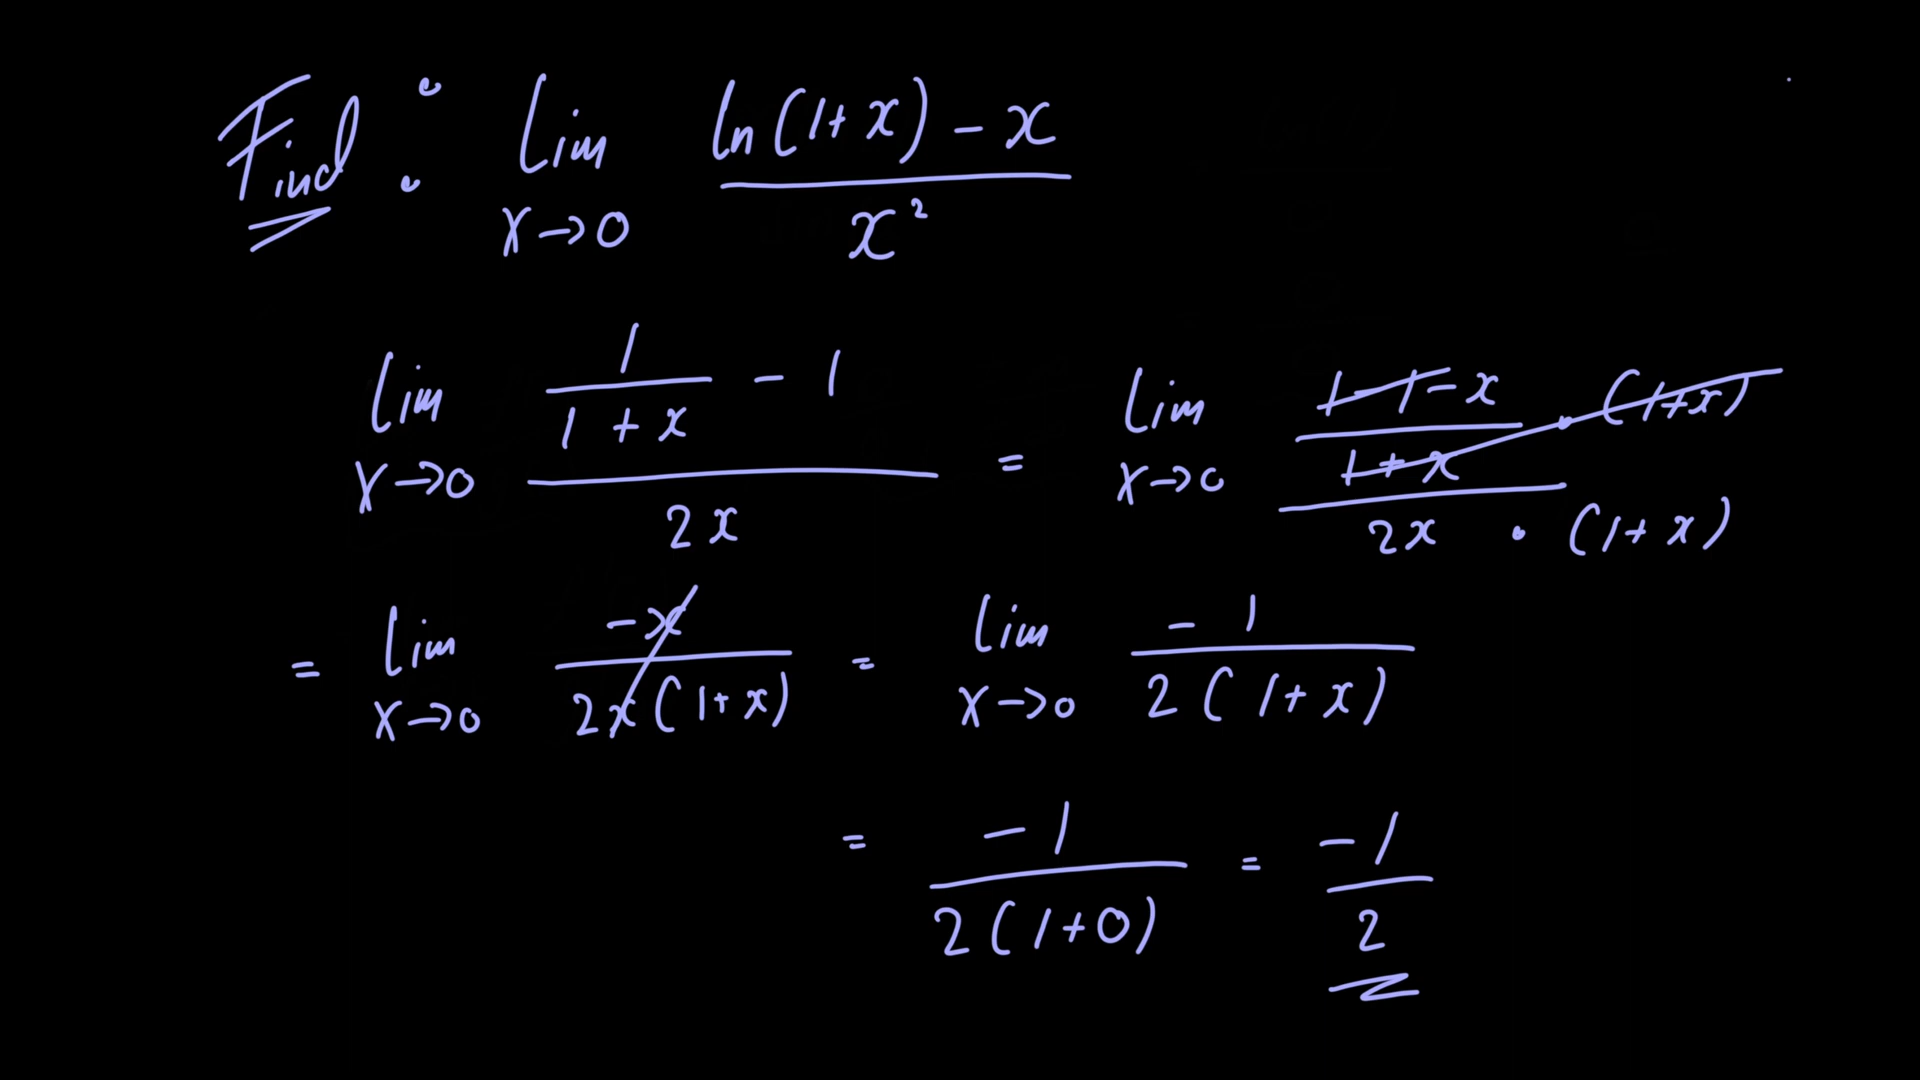 Find : lim x→0 (ln(1+x) - x) / x²
lim x→0 (1/(1+x) - 1) / 2x = lim x→0 ((1-1-x)/(1+x) · (1+x)) / (2x · (1+x))
= lim x→0 -x / 2x(1+x) = lim x→0 -1 / 2(1+x)
= -1 / 2(1+0) = -1/2